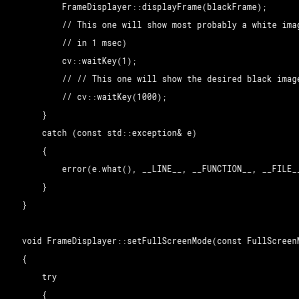 FrameDisplayer::displayFrame(blackFrame);
// This one will show most probably a white imag
// in 1 msec)
cv::waitKey(1);
// // This one will show the desired black image
// cv::waitKey(1000);
}
catch (const std::exception& e)
{
error(e.what(), __LINE__, __FUNCTION__, __FILE__
}
}
void FrameDisplayer::setFullScreenMode(const FullScreenM
{
try
{